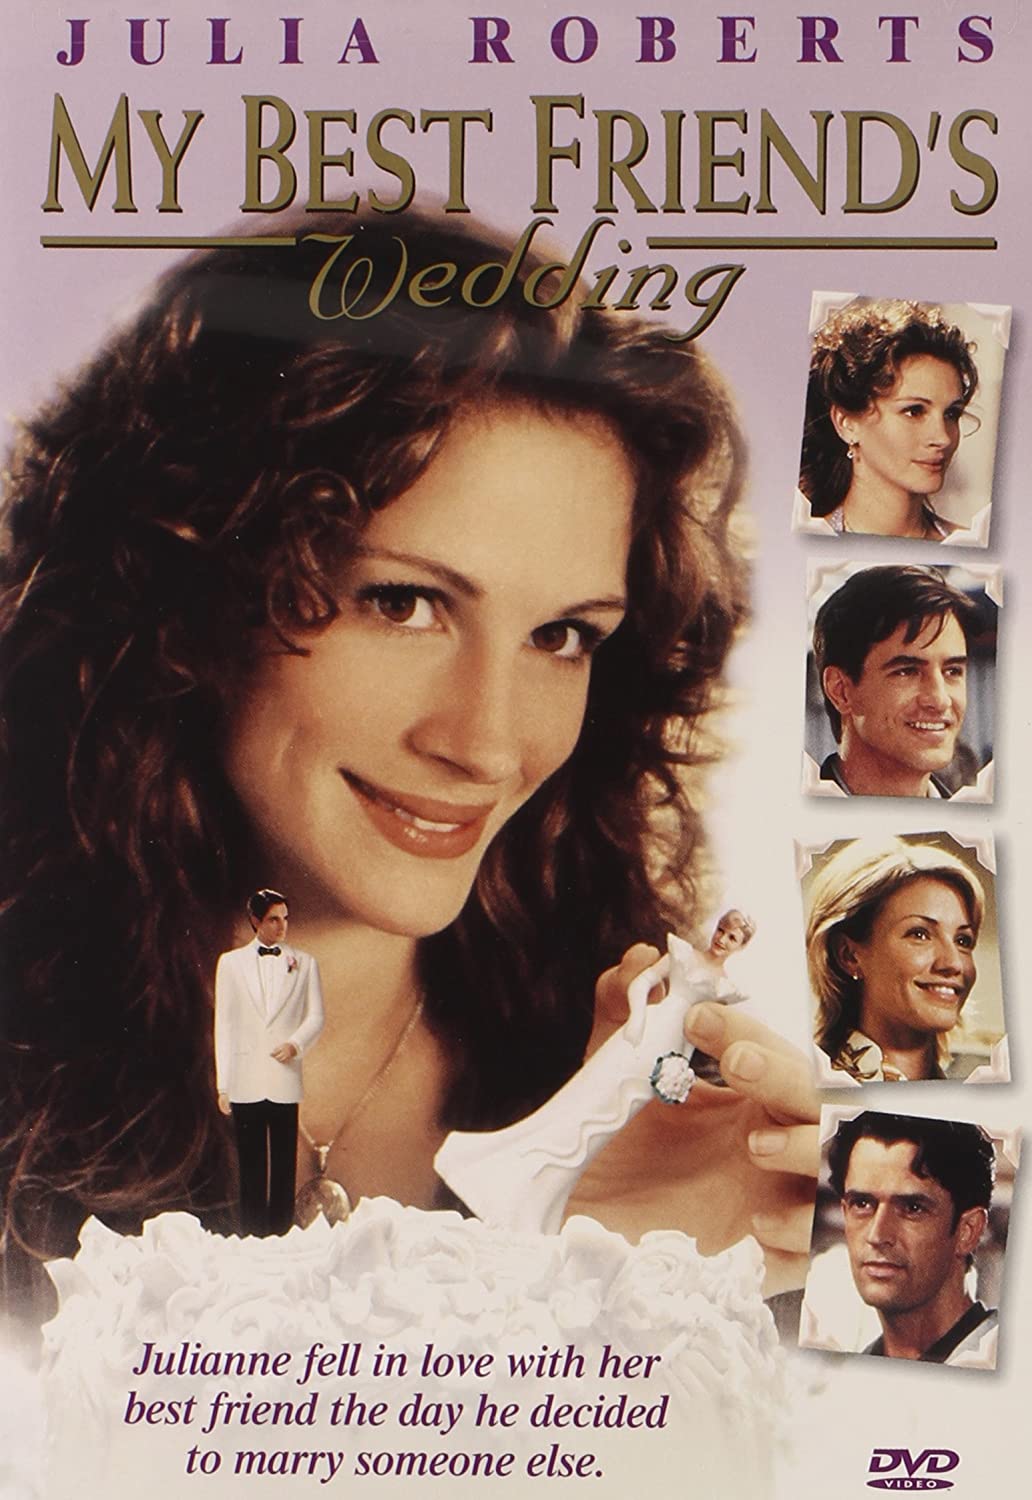 JULIA ROBERTS
MY BEST FRIEND'S
Wedding
Julianne fell in love with her
best friend the day he decided
to marry someone else.
DVD
VIDEO